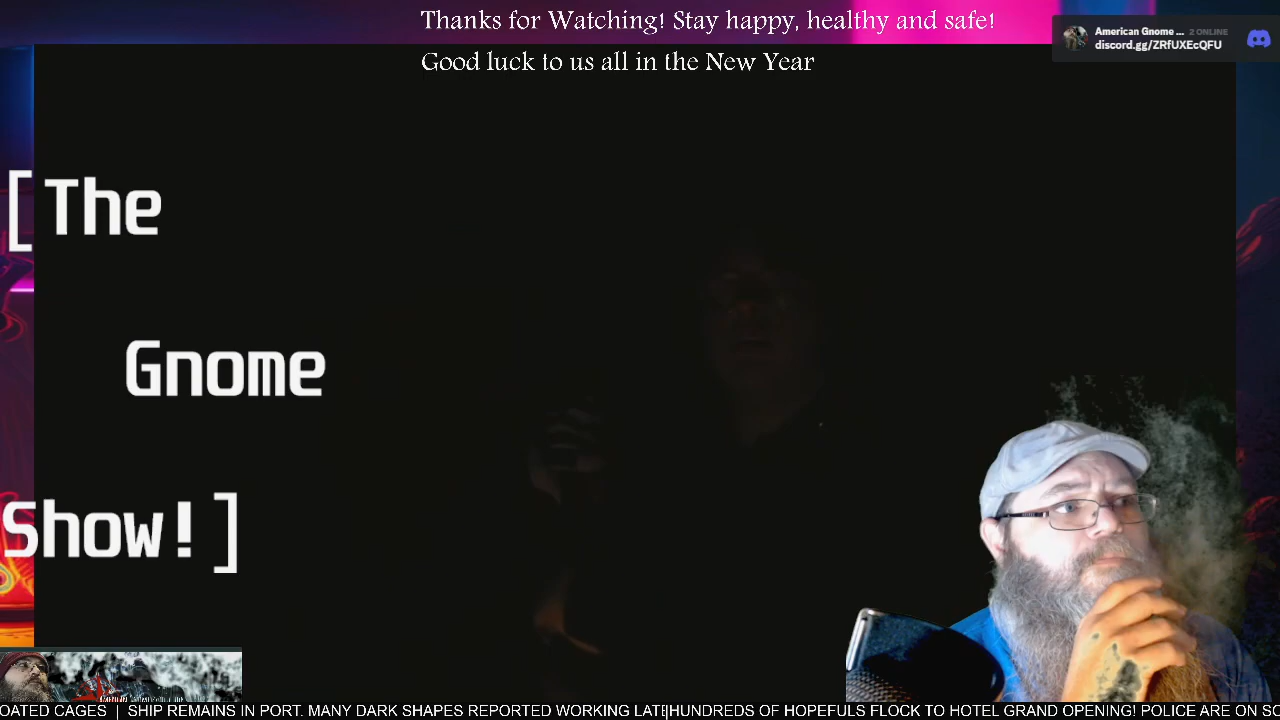 Thanks for Watching! Stay happy, healthy and safe!
American Gnome ... 2 ONLINE
discord.gg/ZRfUXEcQFU
Good luck to us all in the New Year
[The
Gnome
Show!]
OATED CAGES | SHIP REMAINS IN PORT. MANY DARK SHAPES REPORTED WORKING LATE|HUNDREDS OF HOPEFULS FLOCK TO HOTEL GRAND OPENING! POLICE ARE ON SC